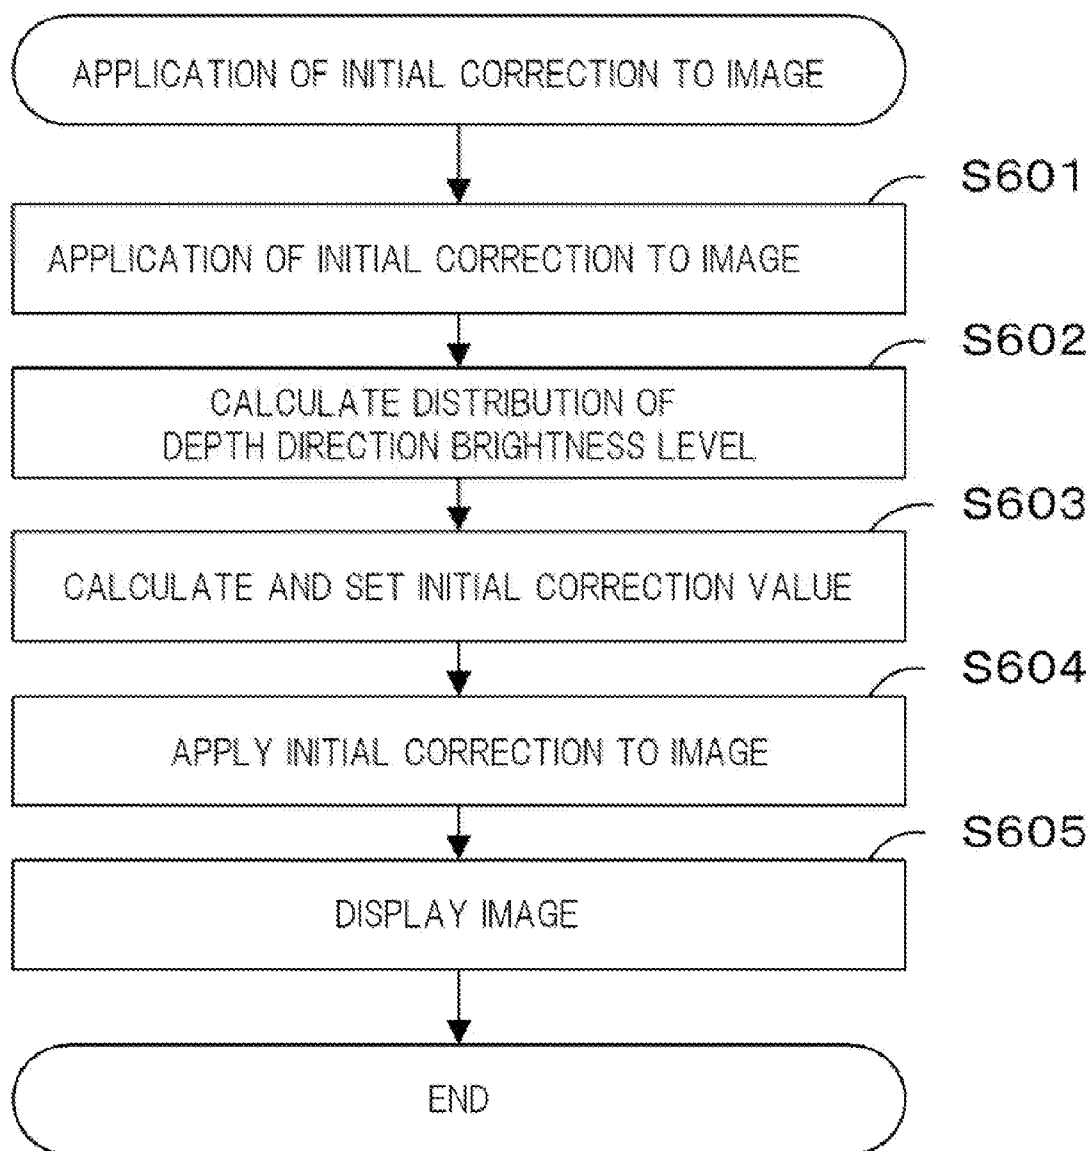 APPLICATION OF INITIAL CORRECTION TO IMAGE
S601
APPLICATION OF INITIAL CORRECTION TO IMAGE
S602
CALCULATE DISTRIBUTION OF
DEPTH DIRECTION BRIGHTNESS LEVEL
S603
CALCULATE AND SET INITIAL CORRECTION VALUE
S604
APPLY INITIAL CORRECTION TO IMAGE
S605
DISPLAY IMAGE
END